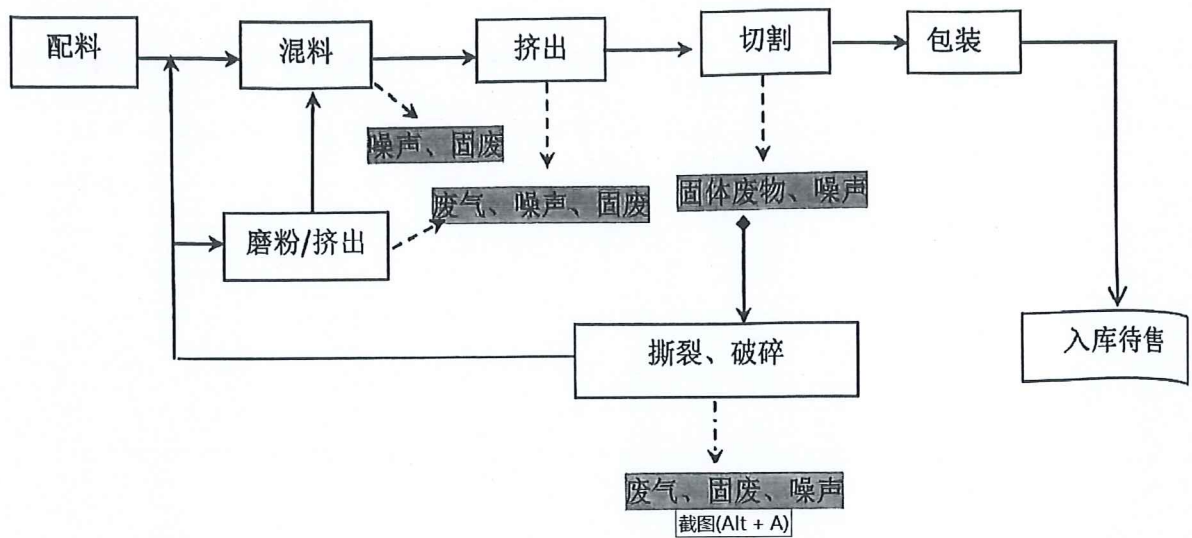 配料
混料
挤出
切割
包装
噪声、固废
废气、噪声、固废
固体废物、噪声
磨粉/挤出
撕裂、破碎
入库待售
废气、固废、噪声
截图(Alt + A)